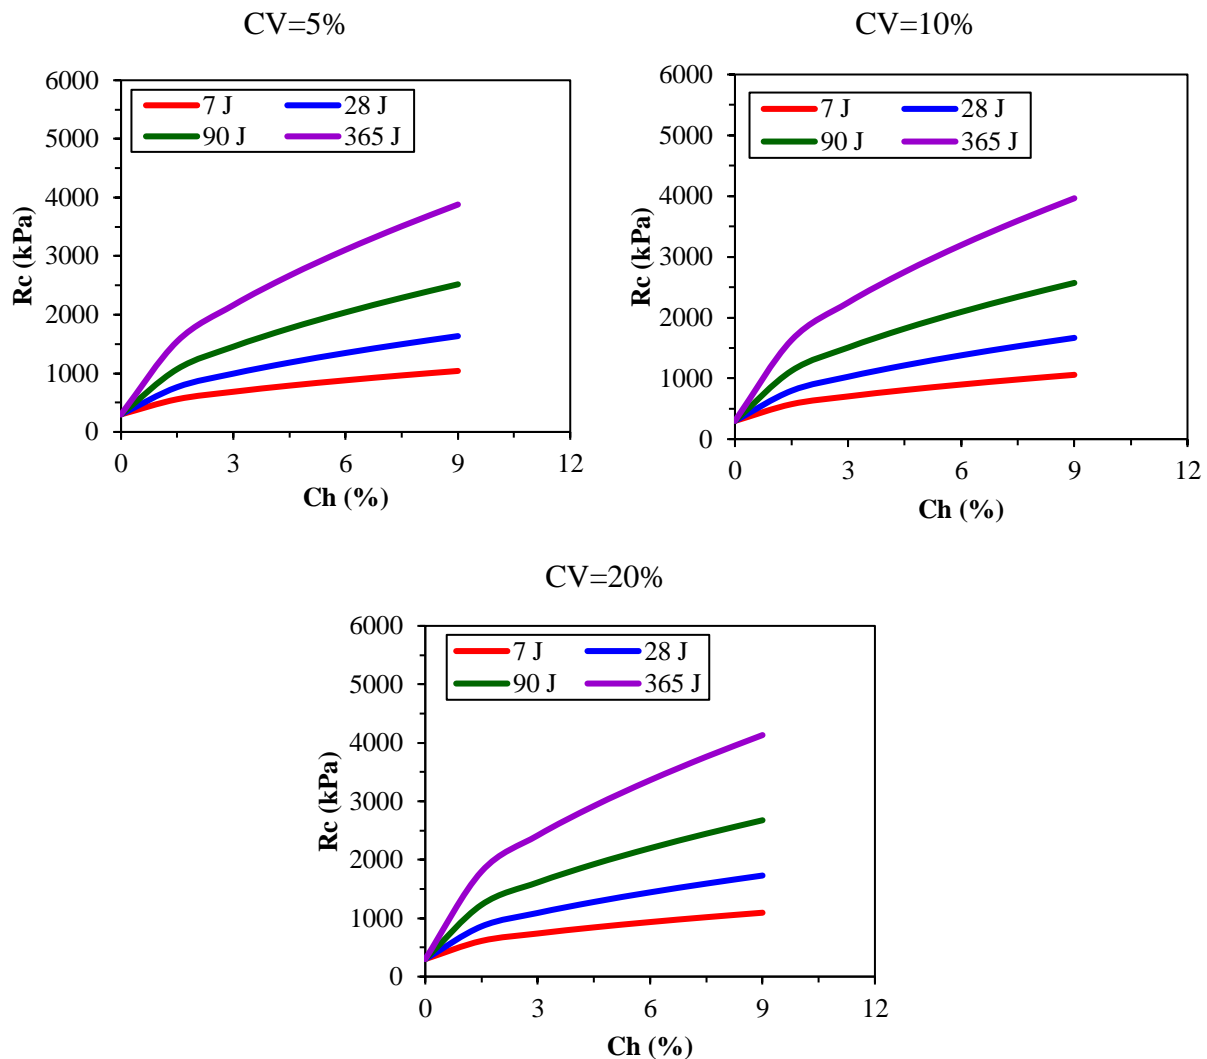 CV=5%
6000
5000
4000
3000
2000
1000
0
Rc (kPa)
7 J 28 J
90 J 365 J
0 3 6 9 12
Ch (%)
CV=10%
6000
5000
4000
3000
2000
1000
0
Rc (kPa)
7 J 28 J
90 J 365 J
0 3 6 9 12
Ch (%)
CV=20%
6000
5000
4000
3000
2000
1000
0
Rc (kPa)
7 J 28 J
90 J 365 J
0 3 6 9 12
Ch (%)